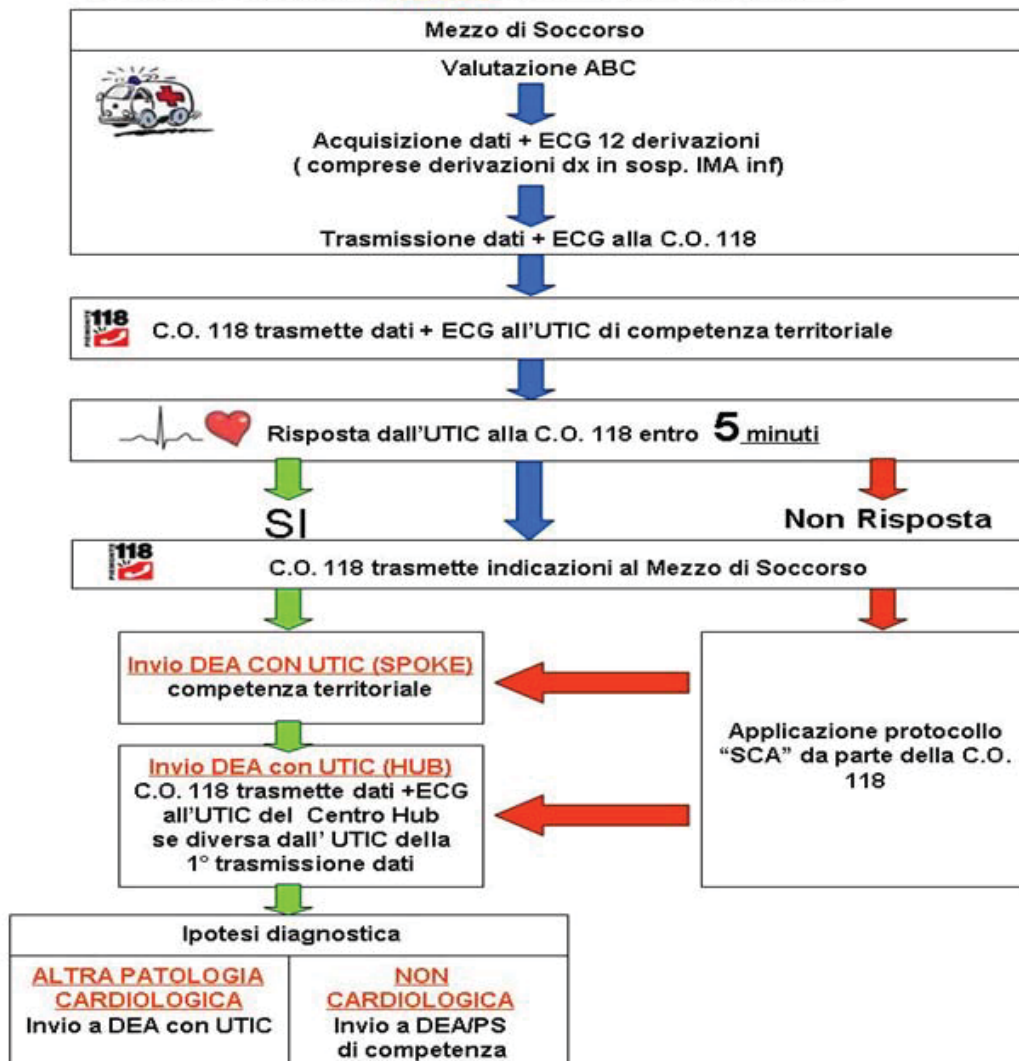 Mezzo di Soccorso
Valutazione ABC
Acquisizione dati + ECG 12 derivazioni
( comprese derivazioni dx in sosp. IMA inf)
Trasmissione dati + ECG alla C.O. 118
118
PIEMONTE
C.O. 118 trasmette dati + ECG all'UTIC di competenza territoriale
Risposta dall'UTIC alla C.O. 118 entro 5 minuti
SI
Non Risposta
118
PIEMONTE
C.O. 118 trasmette indicazioni al Mezzo di Soccorso
Invio DEA CON UTIC (SPOKE)
competenza territoriale
Invio DEA con UTIC (HUB)
C.O. 118 trasmette dati +ECG
all'UTIC del Centro Hub
se diversa dall' UTIC della
1° trasmissione dati
Applicazione protocollo
“SCA” da parte della C.O.
118
Ipotesi diagnostica
ALTRA PATOLOGIA
CARDIOLOGICA
Invio a DEA con UTIC
NON
CARDIOLOGICA
Invio a DEA/PS
di competenza